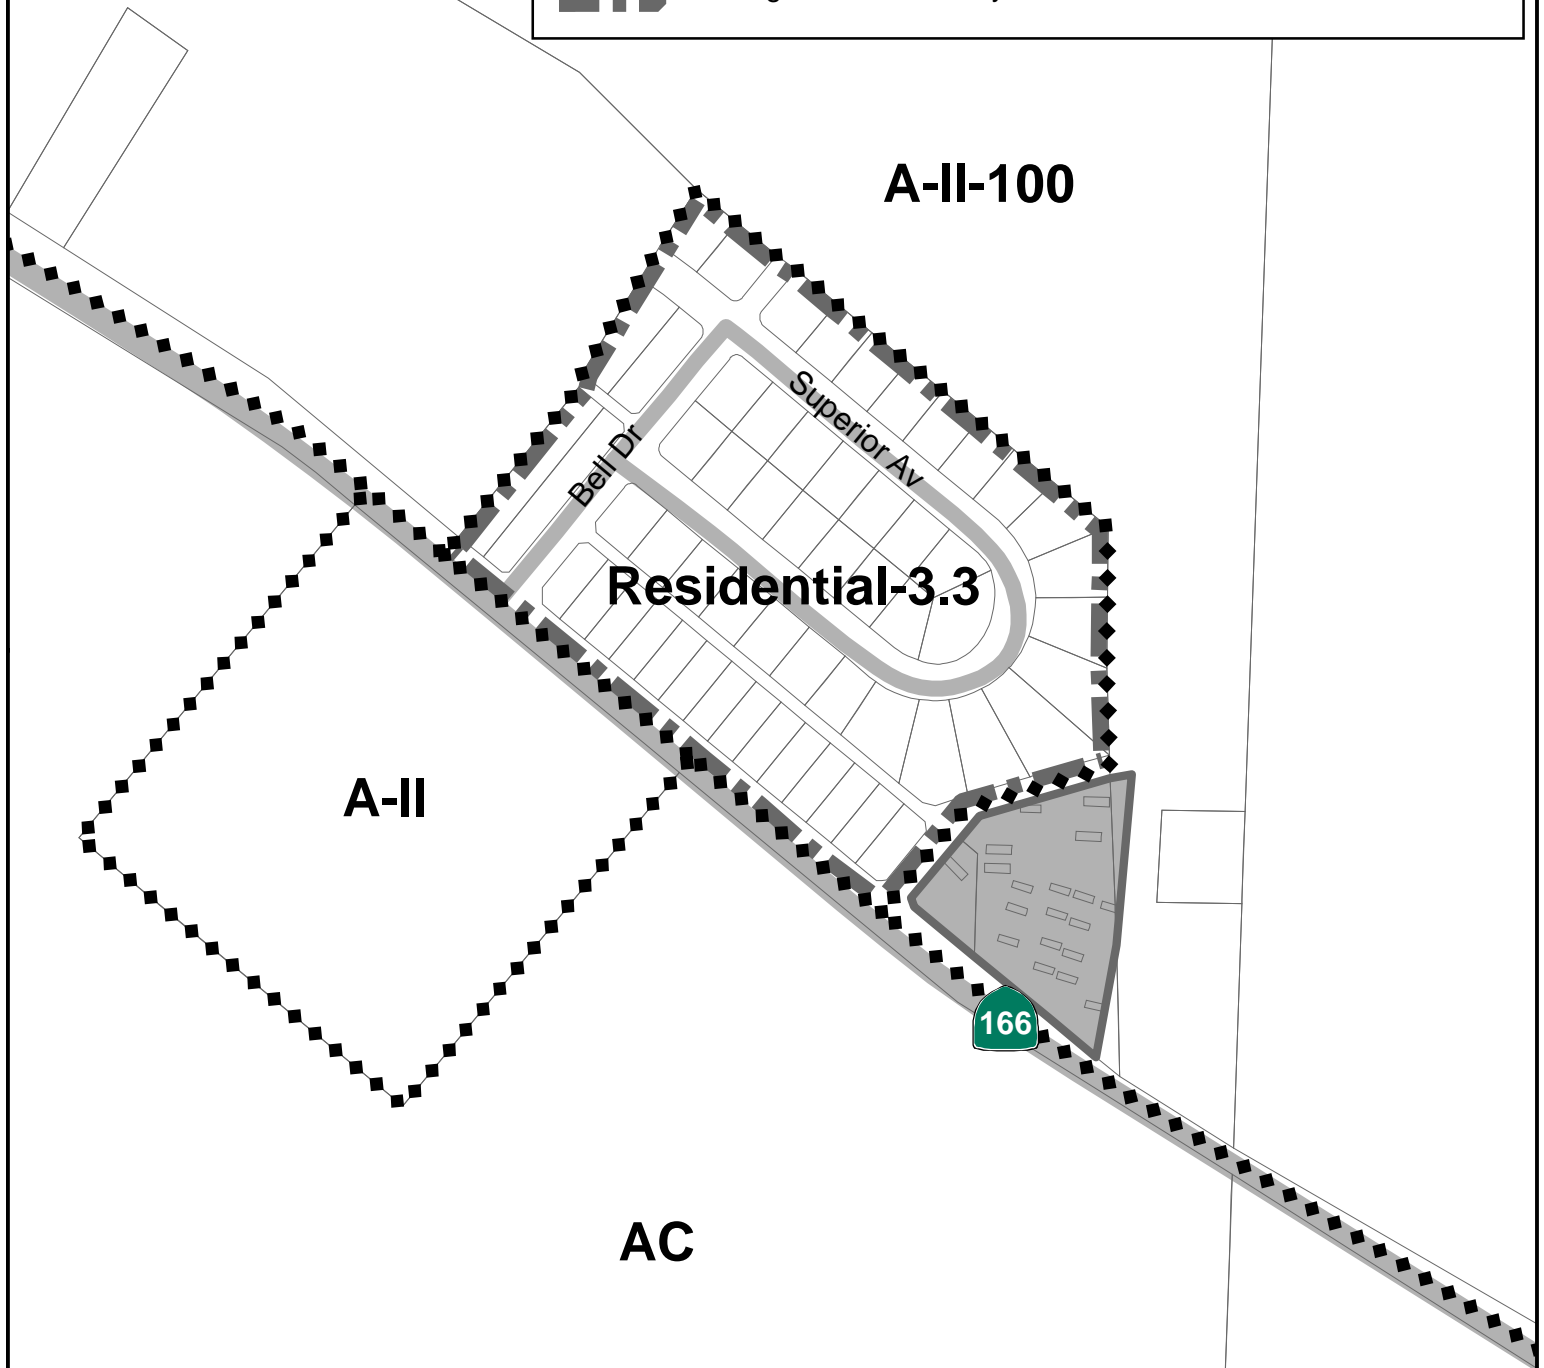 A-II-100
Superior Av
Bell Dr
Residential-3.3
A-II
166
AC